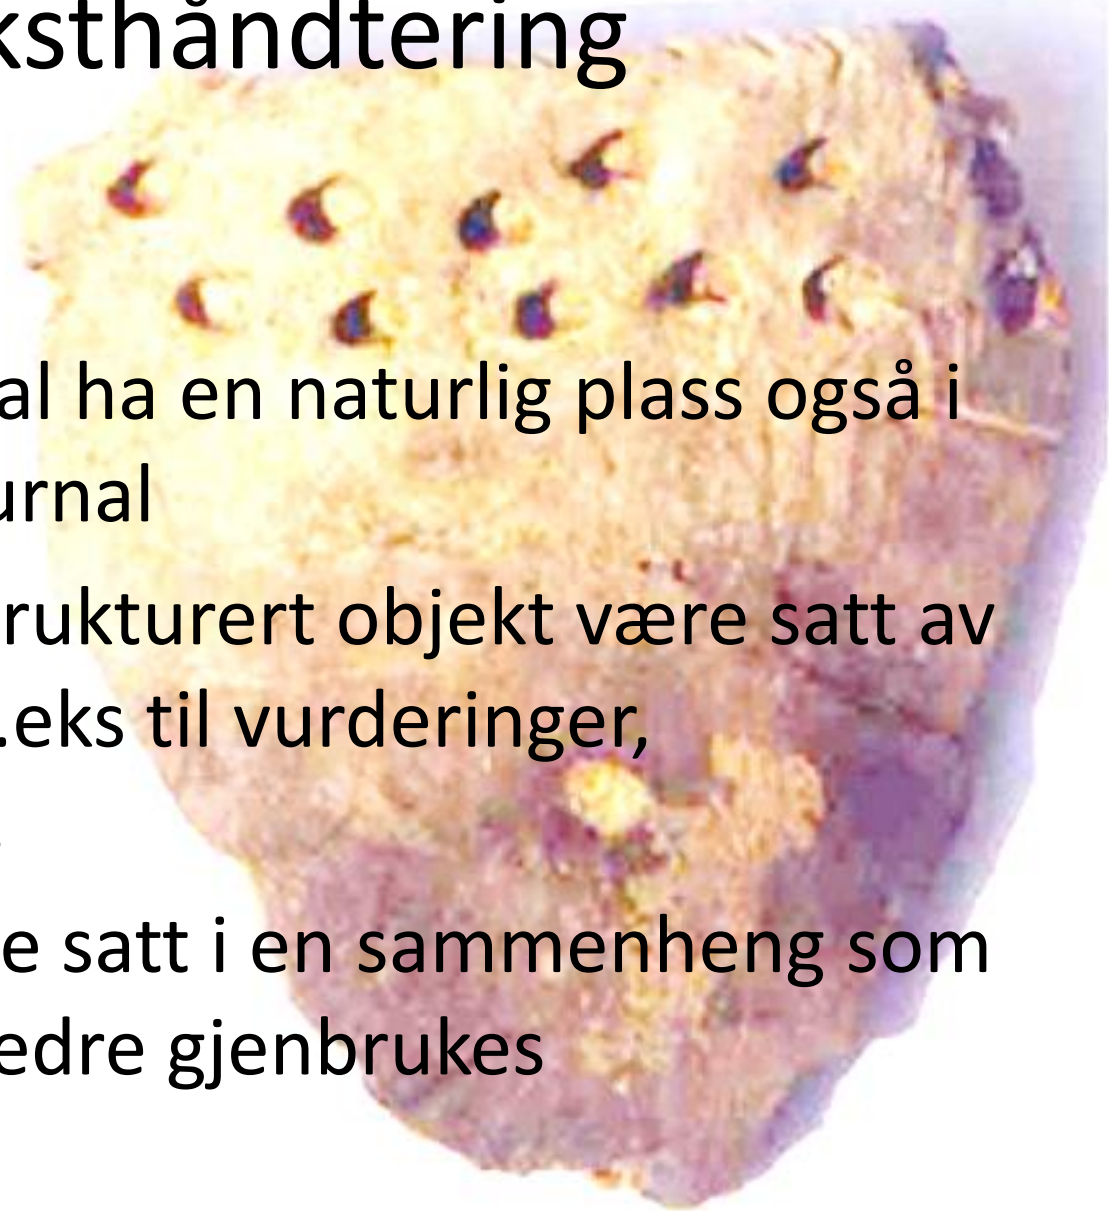 ksthåndtering
al ha en naturlig plass også i
urnal
rukturert objekt være satt av
.eks til vurderinger,
e satt i en sammenheng som
edre gjenbrukes